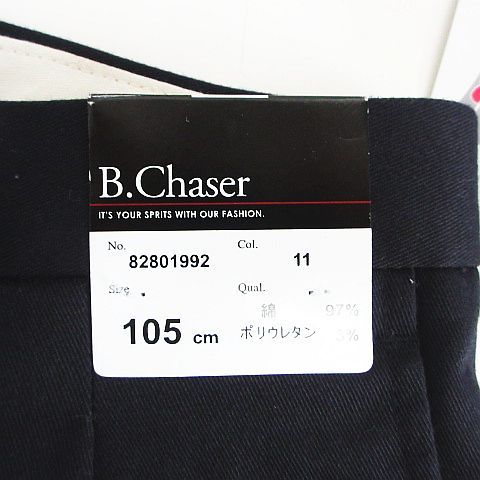 B.Chaser
IT'S YOUR SPRITS WITH OUR FASHION.
No. Col.
82801992 11
Size Qual.
綿 97%
105 cm ポリウレタン 3%